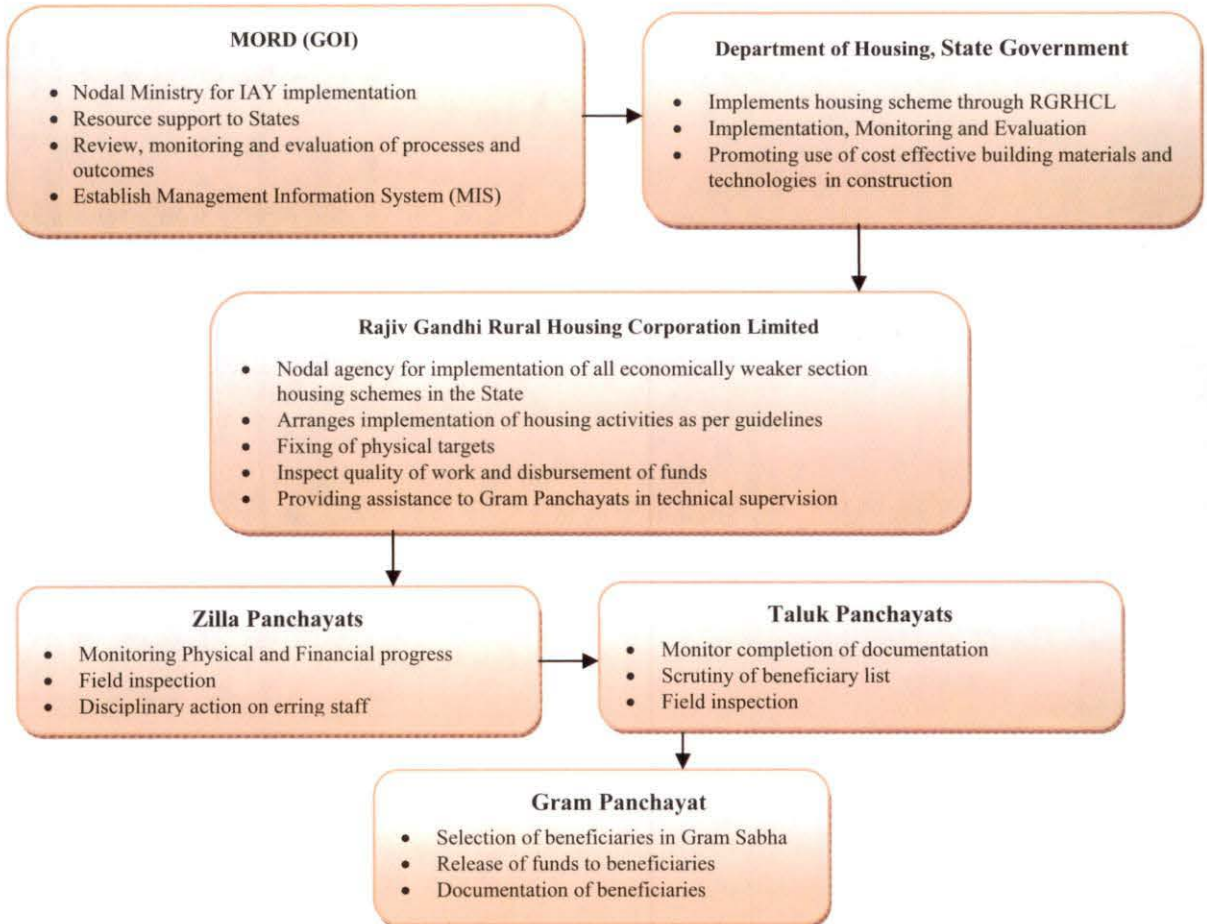 MORD (GOI)
• Nodal Ministry for IAY implementation
• Resource support to States
• Review, monitoring and evaluation of processes and
outcomes
• Establish Management Information System (MIS)
Department of Housing, State Government
• Implements housing scheme through RGRHCL
• Implementation, Monitoring and Evaluation
• Promoting use of cost effective building materials and
technologies in construction
Rajiv Gandhi Rural Housing Corporation Limited
• Nodal agency for implementation of all economically weaker section
housing schemes in the State
• Arranges implementation of housing activities as per guidelines
• Fixing of physical targets
• Inspect quality of work and disbursement of funds
• Providing assistance to Gram Panchayats in technical supervision
Zilla Panchayats
• Monitoring Physical and Financial progress
• Field inspection
• Disciplinary action on erring staff
Taluk Panchayats
• Monitor completion of documentation
• Scrutiny of beneficiary list
• Field inspection
Gram Panchayat
• Selection of beneficiaries in Gram Sabha
• Release of funds to beneficiaries
• Documentation of beneficiaries